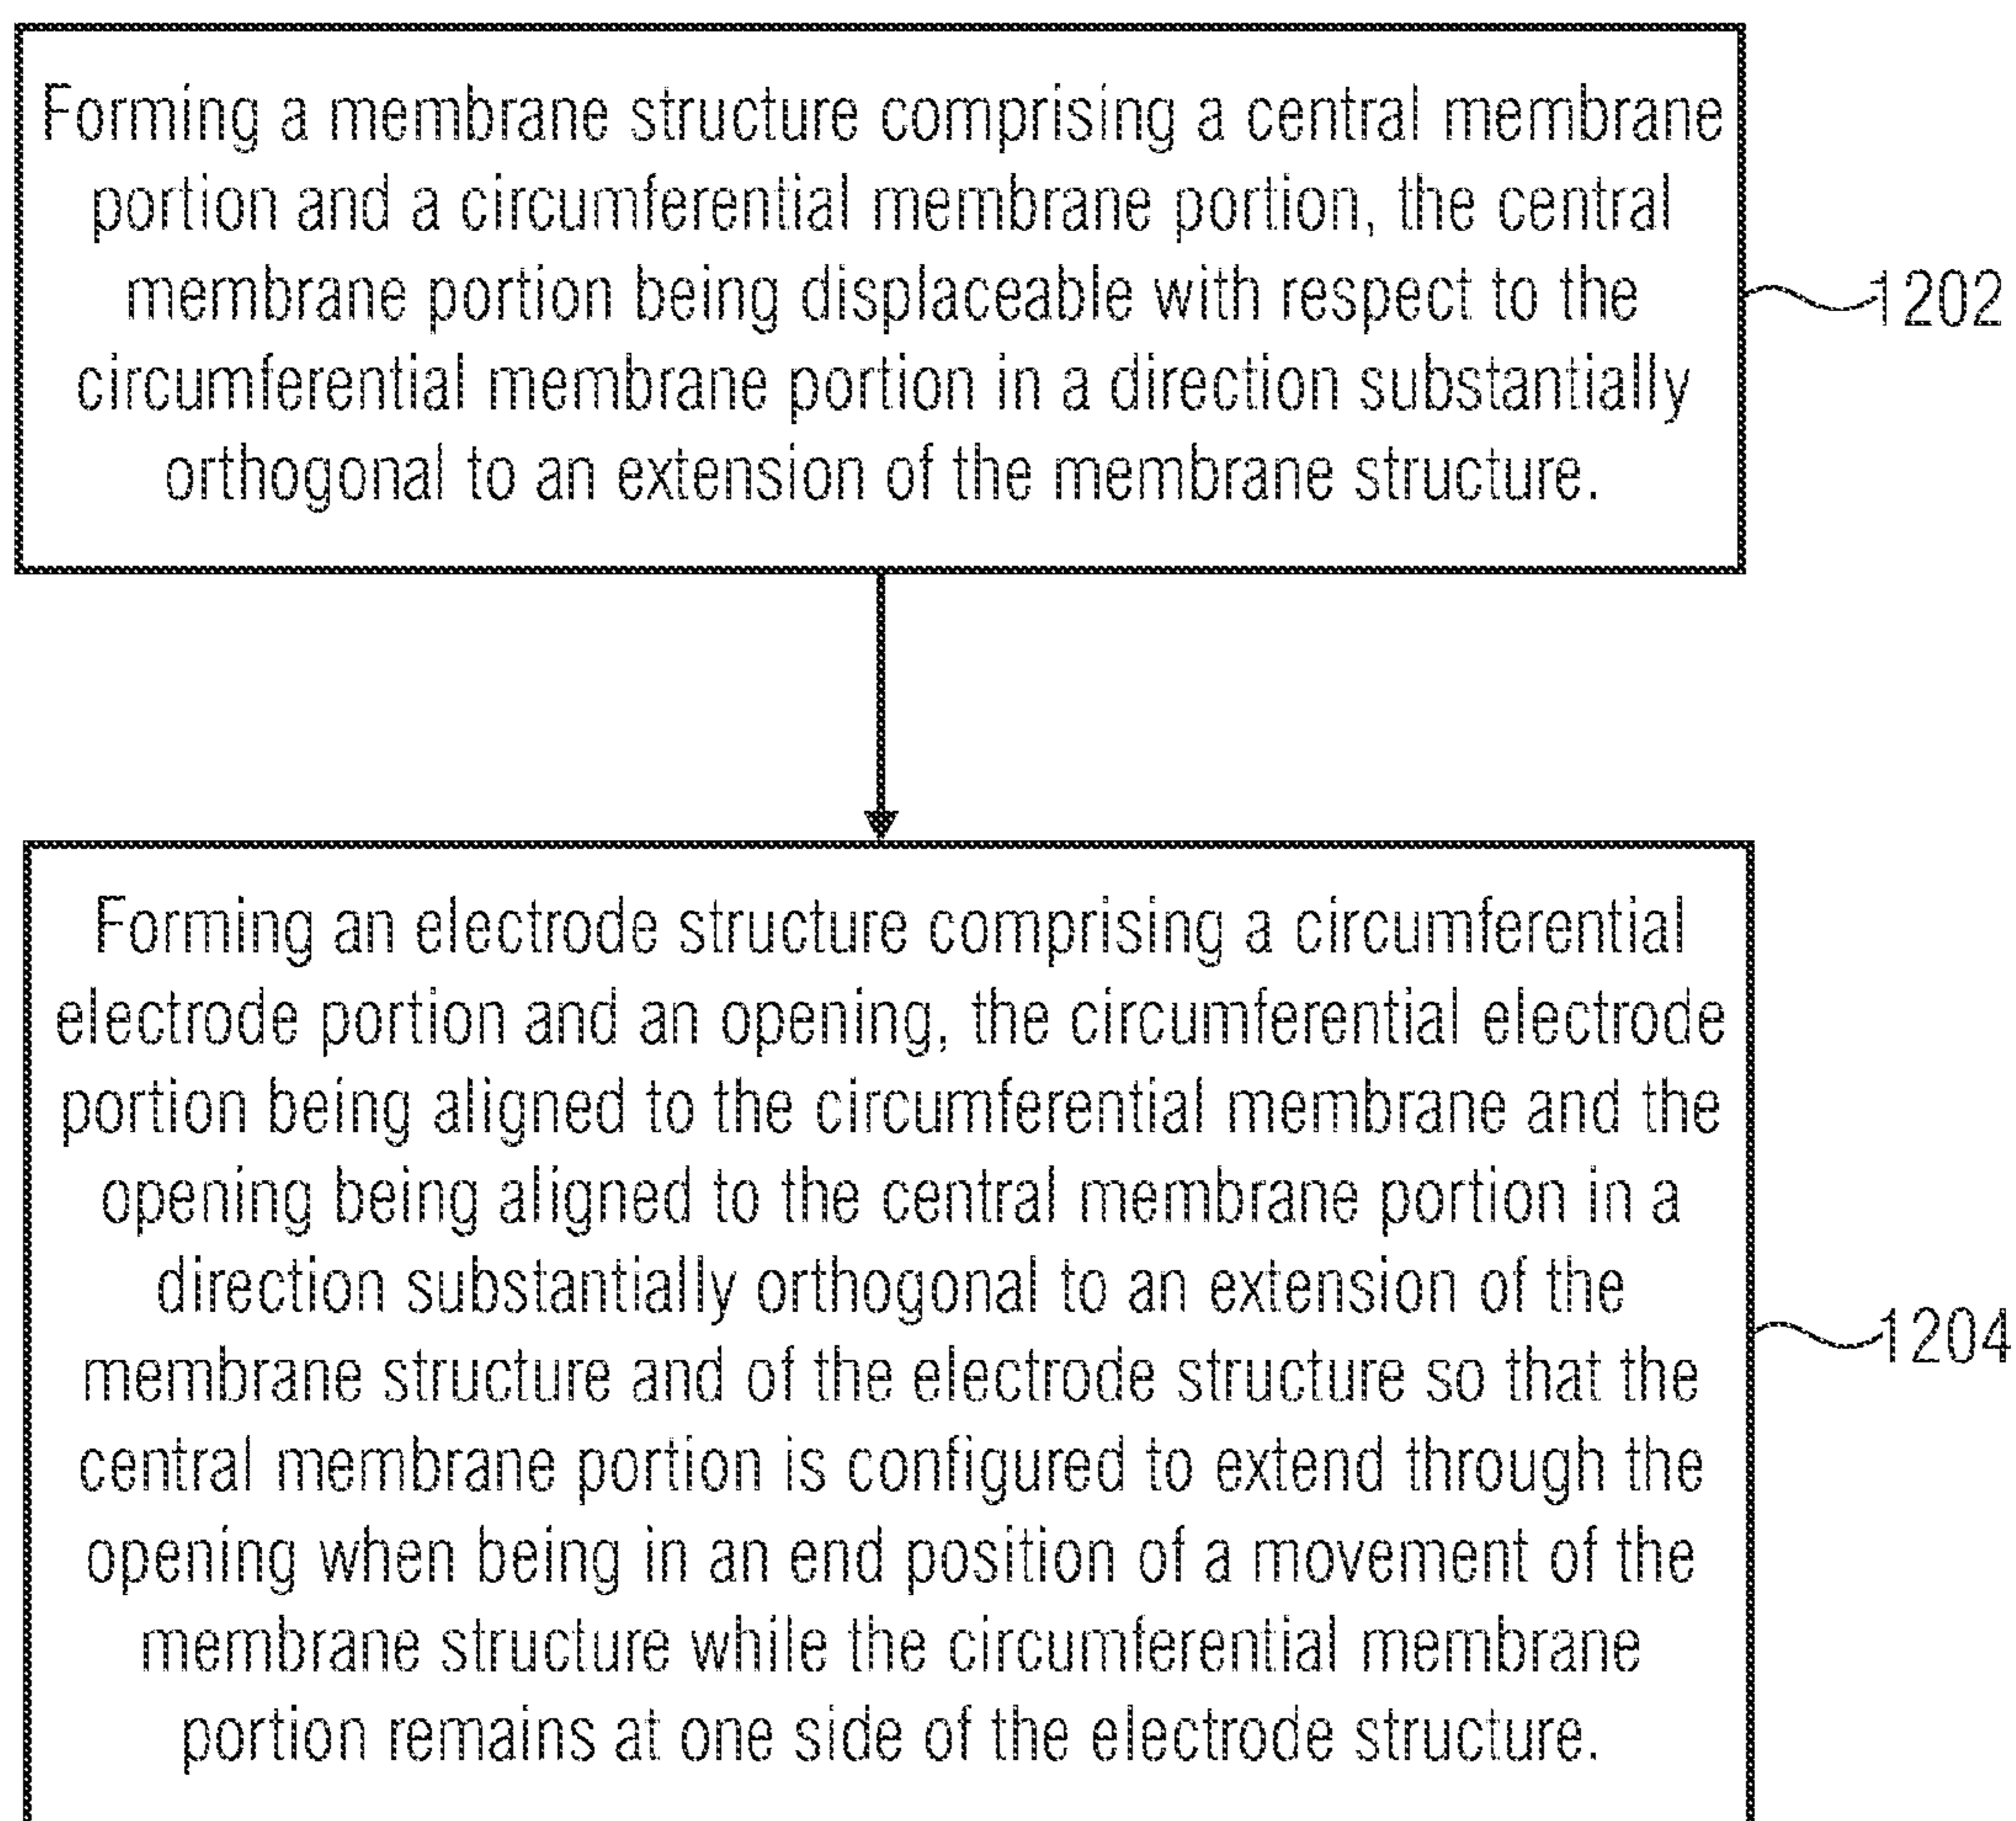 Forming a membrane structure comprising a central membrane
portion and a circumferential membrane portion, the central
membrane portion being displaceable with respect to the
circumferential membrane portion in a direction substantially
orthogonal to an extension of the membrane structure.
1202
Forming an electrode structure comprising a circumferential
electrode portion and an opening, the circumferential electrode
portion being aligned to the circumferential membrane and the
opening being aligned to the central membrane portion in a
direction substantially orthogonal to an extension of the
membrane structure and of the electrode structure so that the
central membrane portion is configured to extend through the
opening when being in an end position of a movement of the
membrane structure while the circumferential membrane
portion remains at one side of the electrode structure.
1204